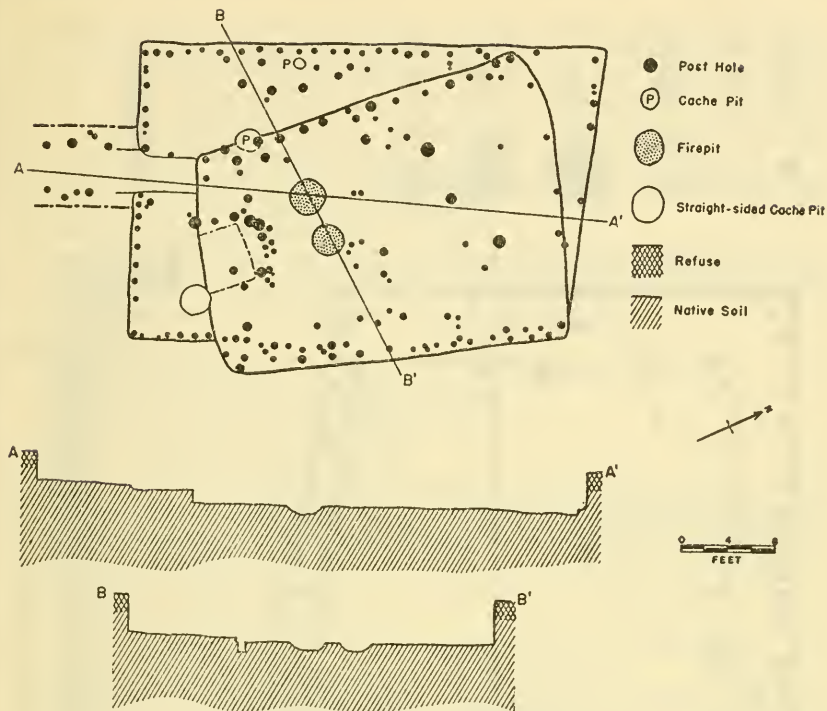 B
A
P
P
A
A'
B'
Post Hole
P
Cache Pit
Firepit
Straight-sided Cache Pit
Refuse
Native Soil
N
A
A'
0 4 8
FEET
B
B'